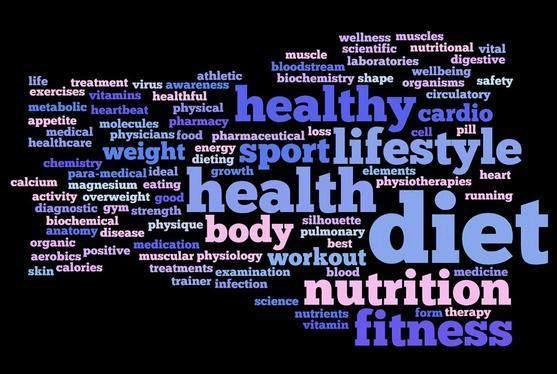 wellness muscles
muscle scientific nutritional vital
bloodstream laboratories digestive
life treatment virus awareness athletic biochemistry shape wellbeing organisms safety
exercises vitamins healthful healthy circulatory
metabolic heartbeat physical cardio
appetite molecules pharmacy
medical physicians food pharmaceutical loss cell pill
healthcare weight energy sport lifestyle
chemistry dieting
para-medical ideal growth elements heart
calcium magnesium eating health physiotherapies
activity overweight good diet running
diagnostic gym strength
biochemical physique body silhouette
anatomy disease pulmonary
organic positive medication best
aerobics muscular physiology workout
skin calories treatments examination blood medicine
trainer infection nutrition
science
nutrients form therapy
vitamin fitness